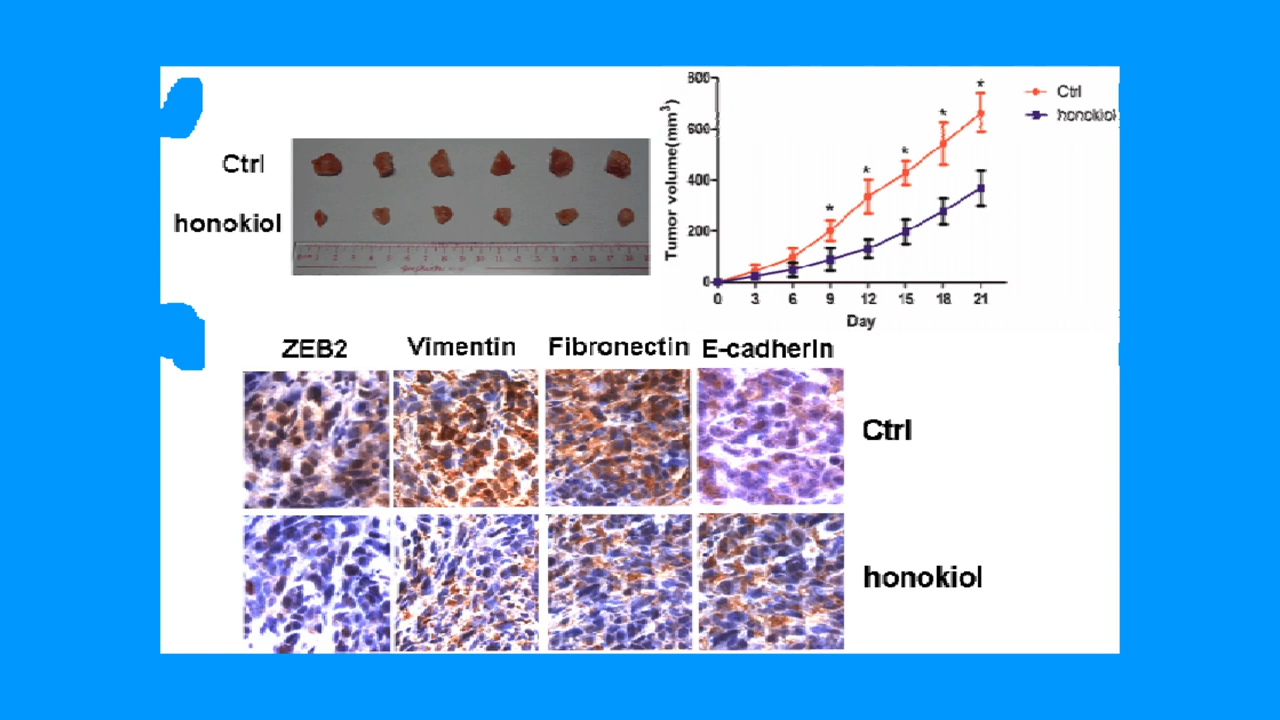 Ctrl
honokiol
Tumor volume(mm³)
800
600
400
200
0
* * * * *
0 3 6 9 12 15 18 21
Day
Ctrl
honokiol
ZEB2 Vimentin Fibronectin E-cadherin
Ctrl
honokiol